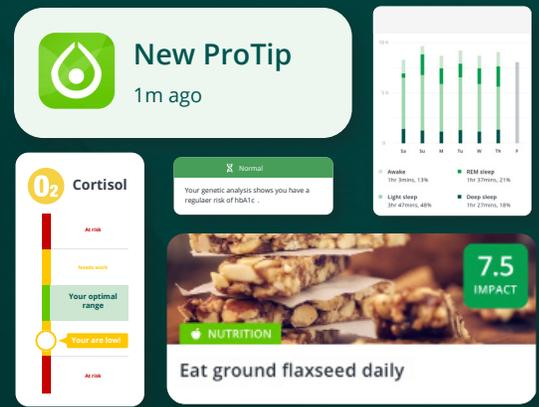 New ProTip
1m ago
10 h
5 h
0
Sa
Su
M
Tu
W
Th
F
Awake
1hr 3mins, 13%
REM sleep
1hr 37mins, 21%
Light sleep
3hr 47mins, 48%
Deep sleep
1hr 27mins, 18%
O2
Cortisol
At risk
Needs work
Your optimal
range
You are low!
At risk
Normal
Your genetic analysis shows you have a
regulaer risk of hbA1c .
7.5
IMPACT
NUTRITION
Eat ground flaxseed daily